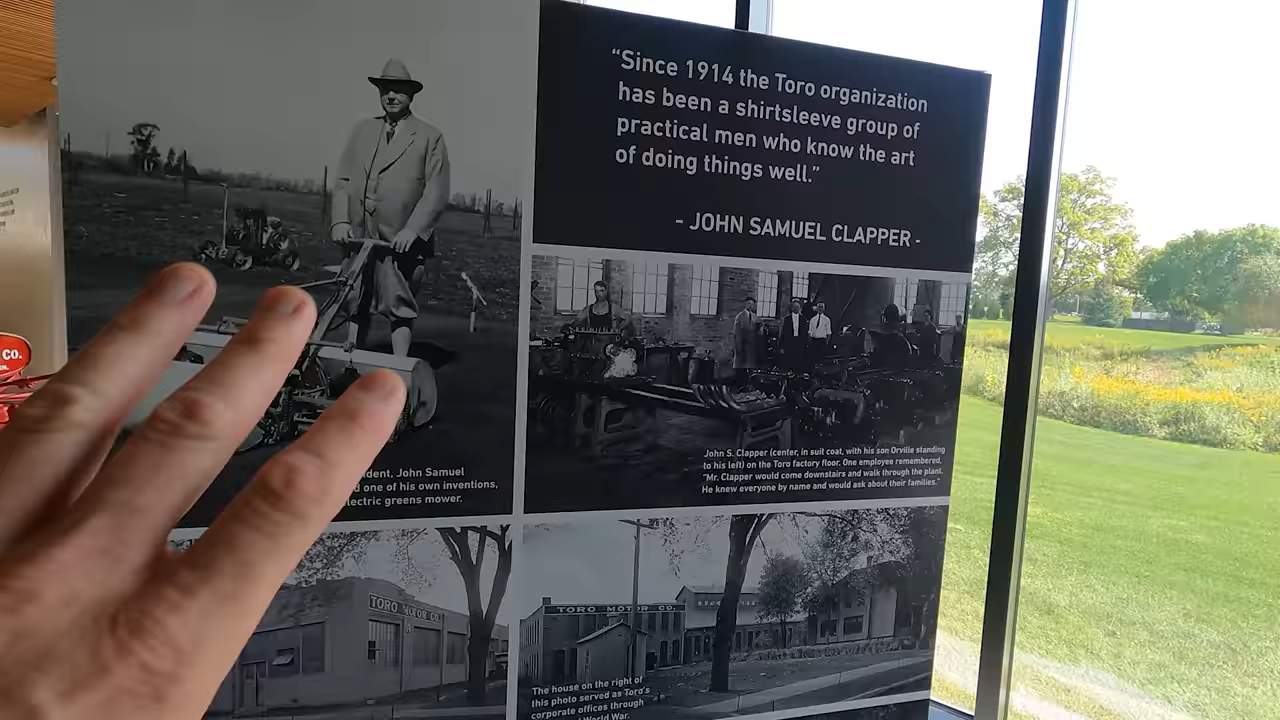 “Since 1914 the Toro organization
has been a shirtsleeve group of
practical men who know the art
of doing things well.”
- JOHN SAMUEL CLAPPER -
John S. Clapper (center, in suit coat, with his son Orville standing
to his left) on the Toro factory floor. One employee remembered,
“Mr. Clapper would come downstairs and walk through the plant.
He knew everyone by name and would ask about their families.”
CO.
dent, John Samuel
one of his own inventions,
lectric greens mower.
TORO MOTOR CO.
TORO MOTOR CO.
The house on the right of
this photo served as Toro’s
corporate offices through
World War.